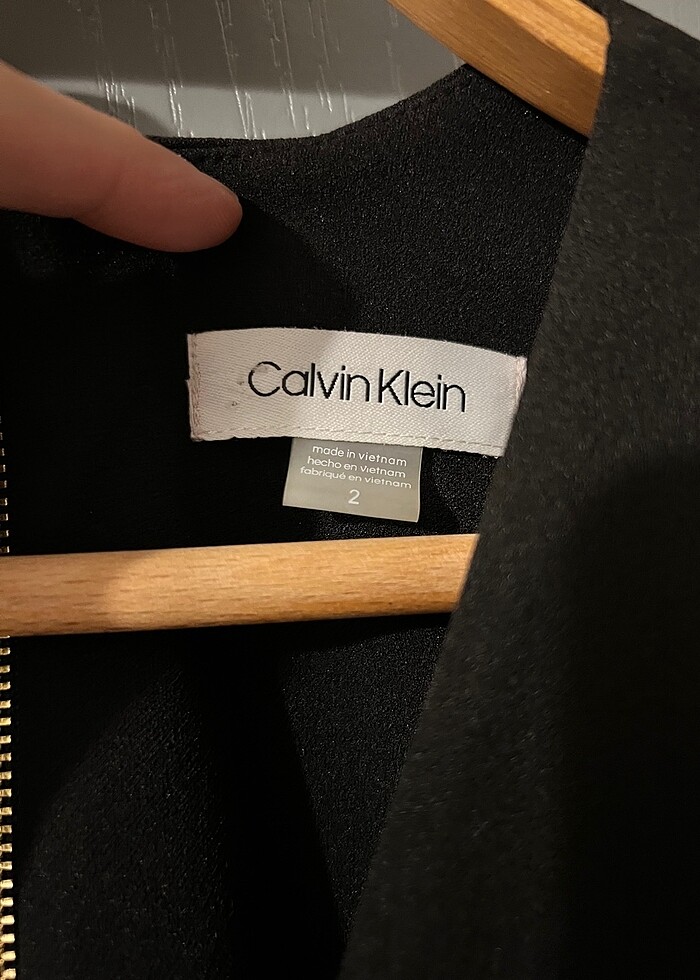 Calvin Klein
made in vietnam
hecho en vietnam
fabriqué en vietnam
2